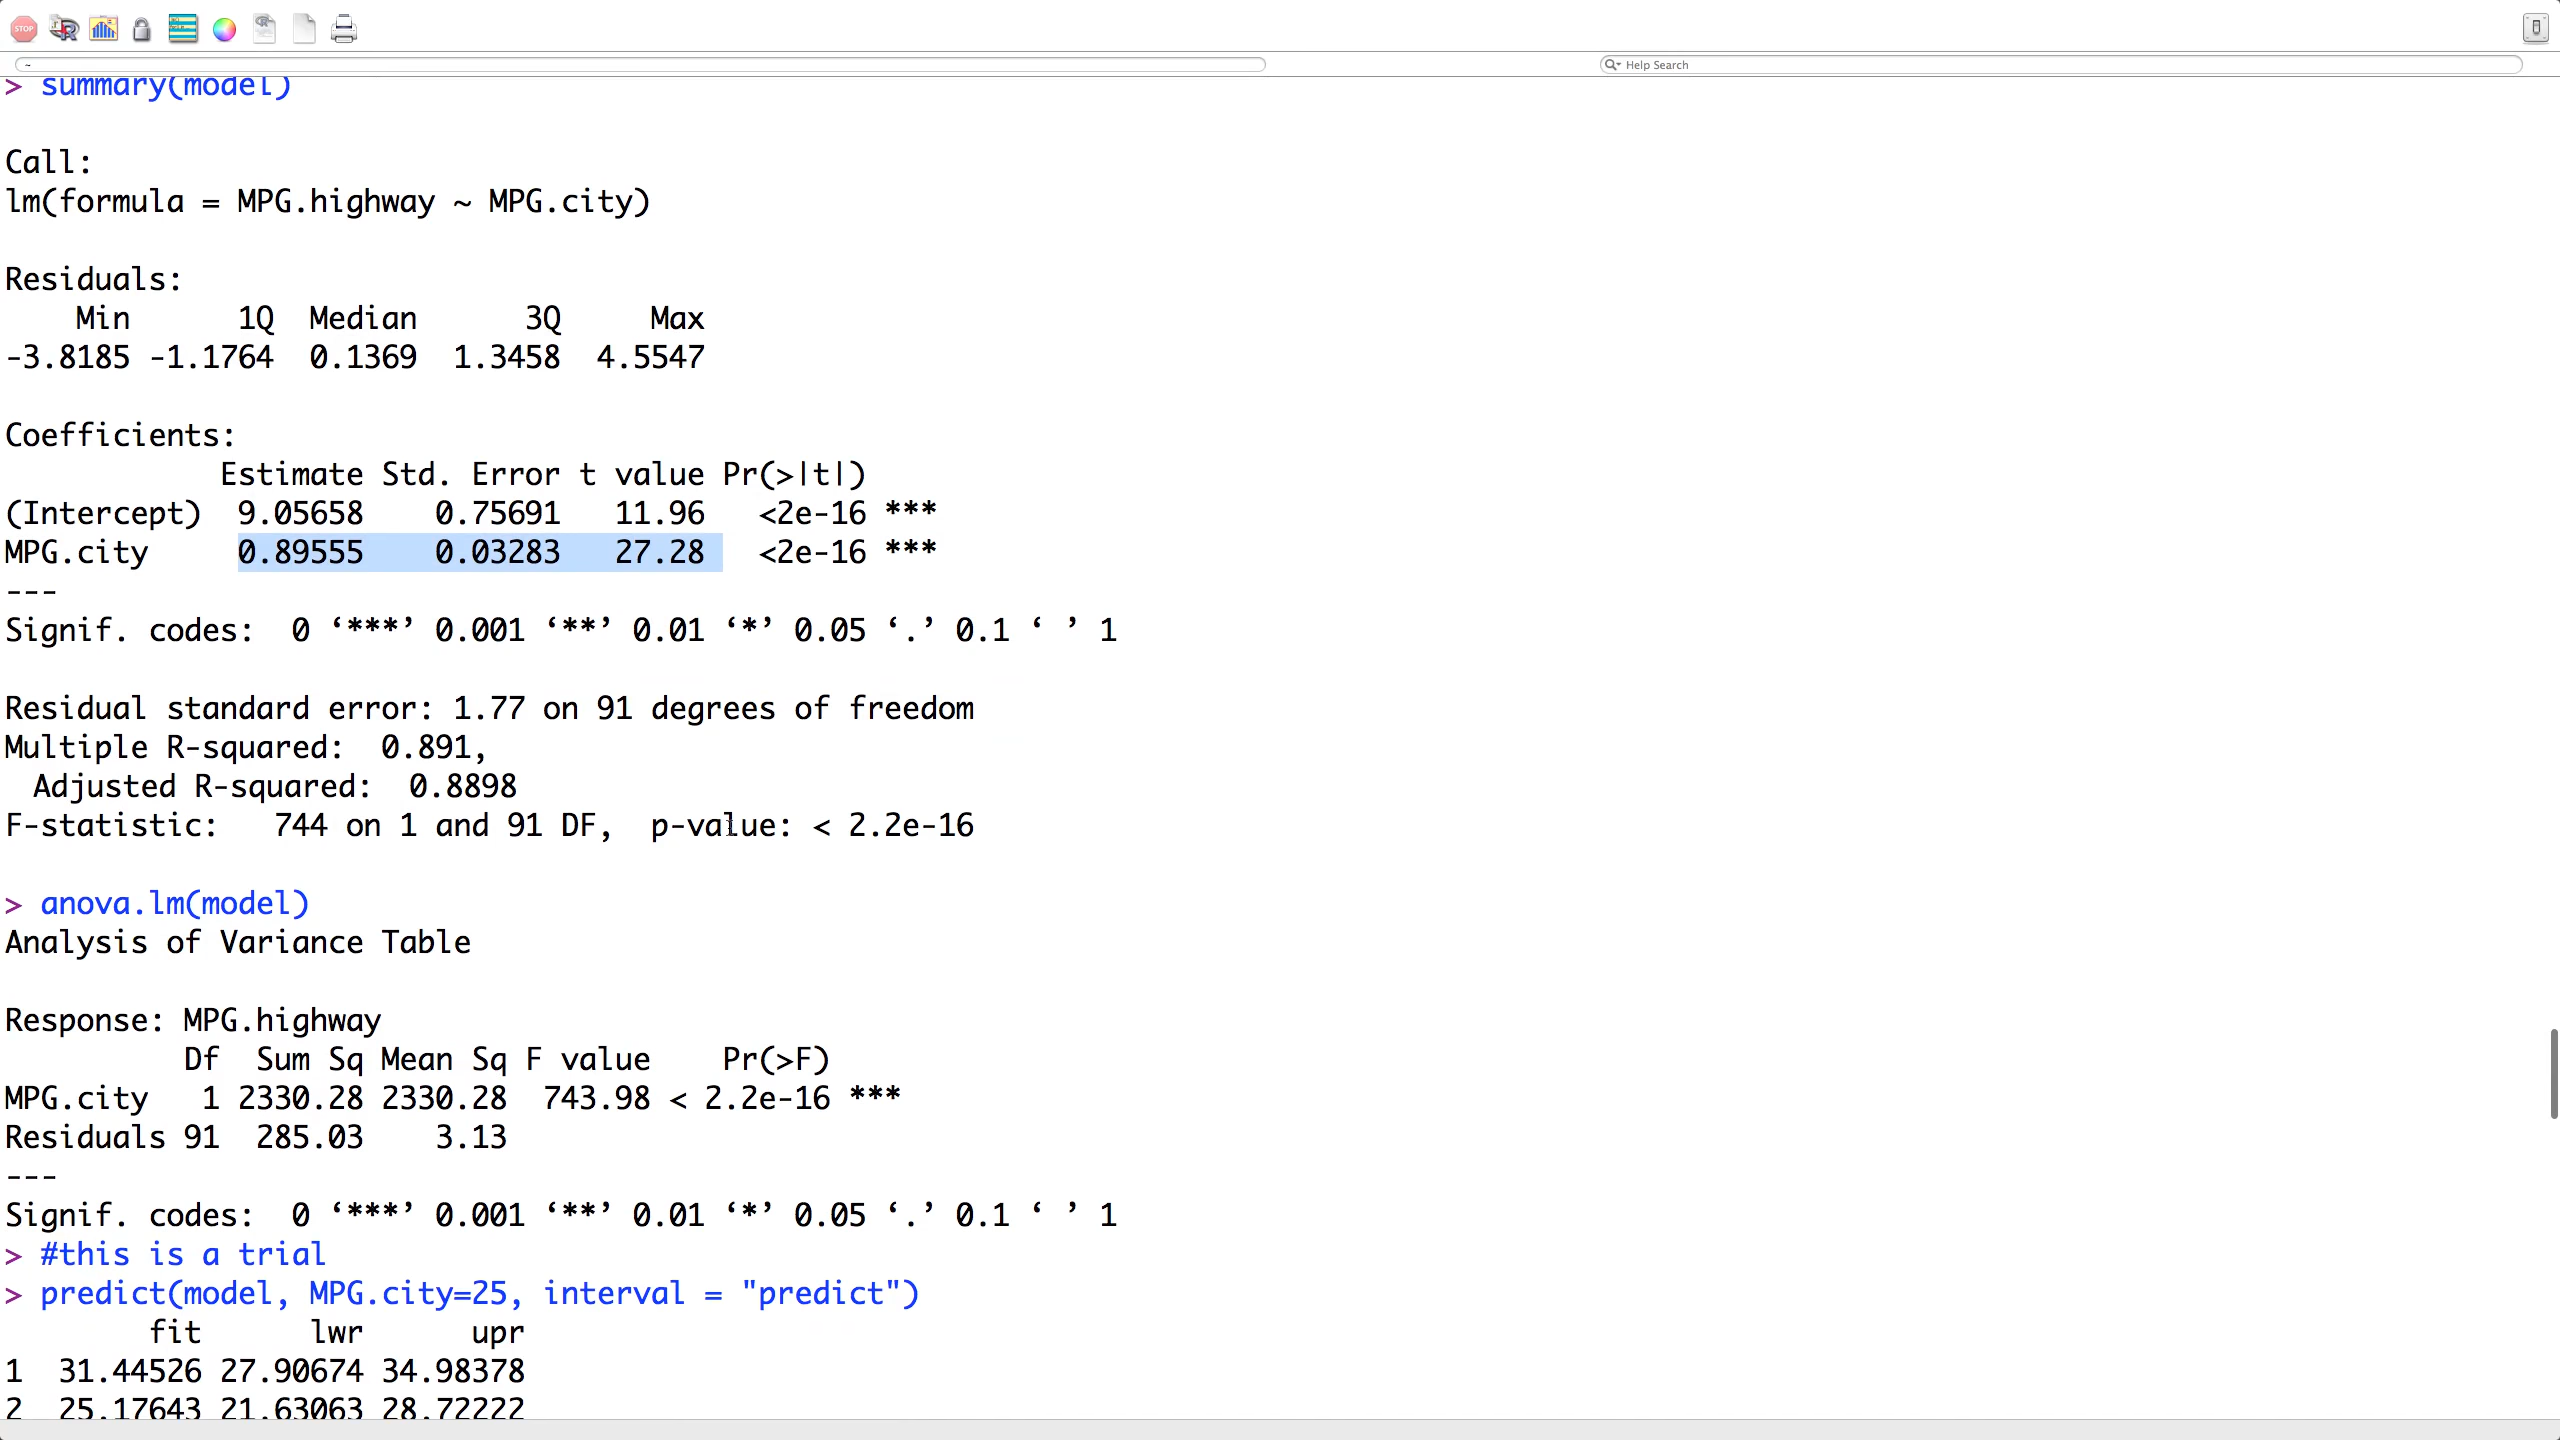 STOP
~
Help Search
> summary(model)
Call:
lm(formula = MPG.highway ~ MPG.city)
Residuals:
    Min      1Q  Median      3Q     Max
-3.8185 -1.1764  0.1369  1.3458  4.5547
Coefficients:
            Estimate Std. Error t value Pr(>|t|)
(Intercept)  9.05658    0.75691   11.96   <2e-16 ***
MPG.city     0.89555    0.03283   27.28   <2e-16 ***
---
Signif. codes:  0 ‘***’ 0.001 ‘**’ 0.01 ‘*’ 0.05 ‘.’ 0.1 ‘ ’ 1
Residual standard error: 1.77 on 91 degrees of freedom
Multiple R-squared:  0.891,
Adjusted R-squared:  0.8898
F-statistic:   744 on 1 and 91 DF,  p-value: < 2.2e-16
> anova.lm(model)
Analysis of Variance Table
Response: MPG.highway
          Df  Sum Sq Mean Sq F value    Pr(>F)
MPG.city   1 2330.28 2330.28  743.98 < 2.2e-16 ***
Residuals 91  285.03    3.13
---
Signif. codes:  0 ‘***’ 0.001 ‘**’ 0.01 ‘*’ 0.05 ‘.’ 0.1 ‘ ’ 1
> #this is a trial
> predict(model, MPG.city=25, interval = "predict")
        fit      lwr      upr
1  31.44526 27.90674 34.98378
2  25.17643 21.63063 28.72222